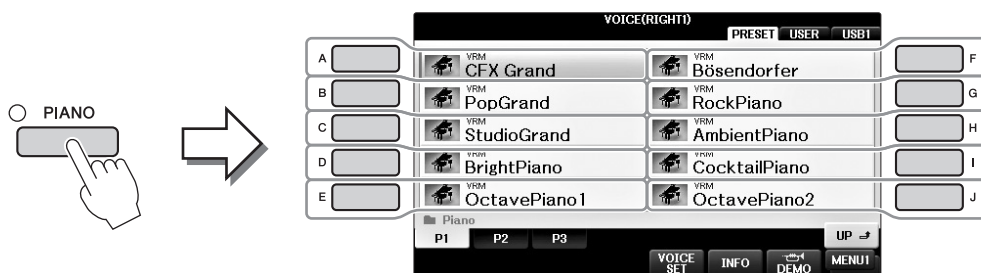 VOICE(RIGHT1)
PRESET USER USB1
A VRM CFX Grand VRM Bösendorfer F
B VRM PopGrand VRM RockPiano G
PIANO
C VRM StudioGrand VRM AmbientPiano H
D VRM BrightPiano VRM CocktailPiano I
E VRM OctavePiano1 VRM OctavePiano2 J
Piano
P1 P2 P3 UP
VOICE SET INFO DEMO MENU1